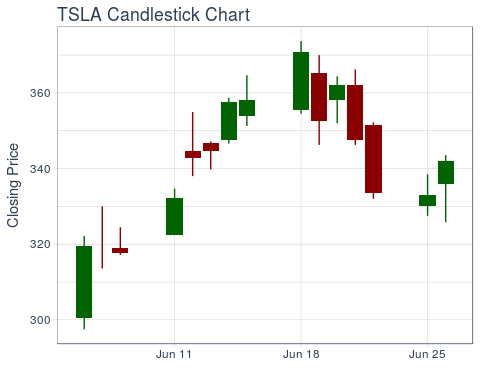 TSLA Candlestick Chart
Closing Price
360
340
320
300
Jun 11 Jun 18 Jun 25